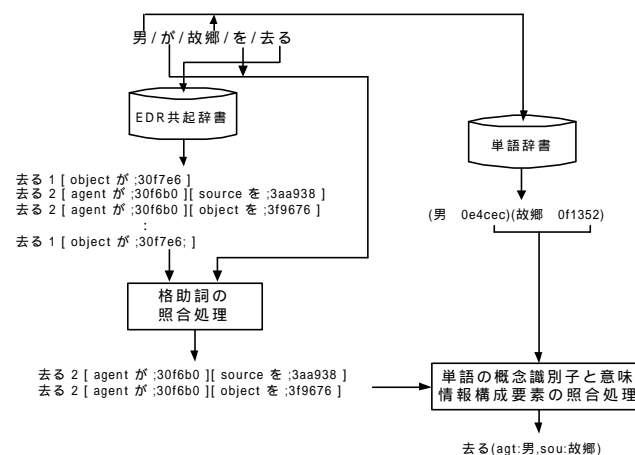 男/が/故郷/を/去る
EDR共起辞書
単語辞書
去る 1 [ object が ;30f7e6 ]
去る 2 [ agent が ;30f6b0 ][ source を ;3aa938 ]
去る 2 [ agent が ;30f6b0 ][ object を ;3f9676 ]
:
去る 1 [ object が ;30f7e6; ]
(男 0e4cec)(故郷 0f1352)
格助詞の
照合処理
去る 2 [ agent が ;30f6b0 ][ source を ;3aa938 ]
去る 2 [ agent が ;30f6b0 ][ object を ;3f9676 ]
単語の概念識別子と意味
情報構成要素の照合処理
去る(agt:男,sou:故郷)